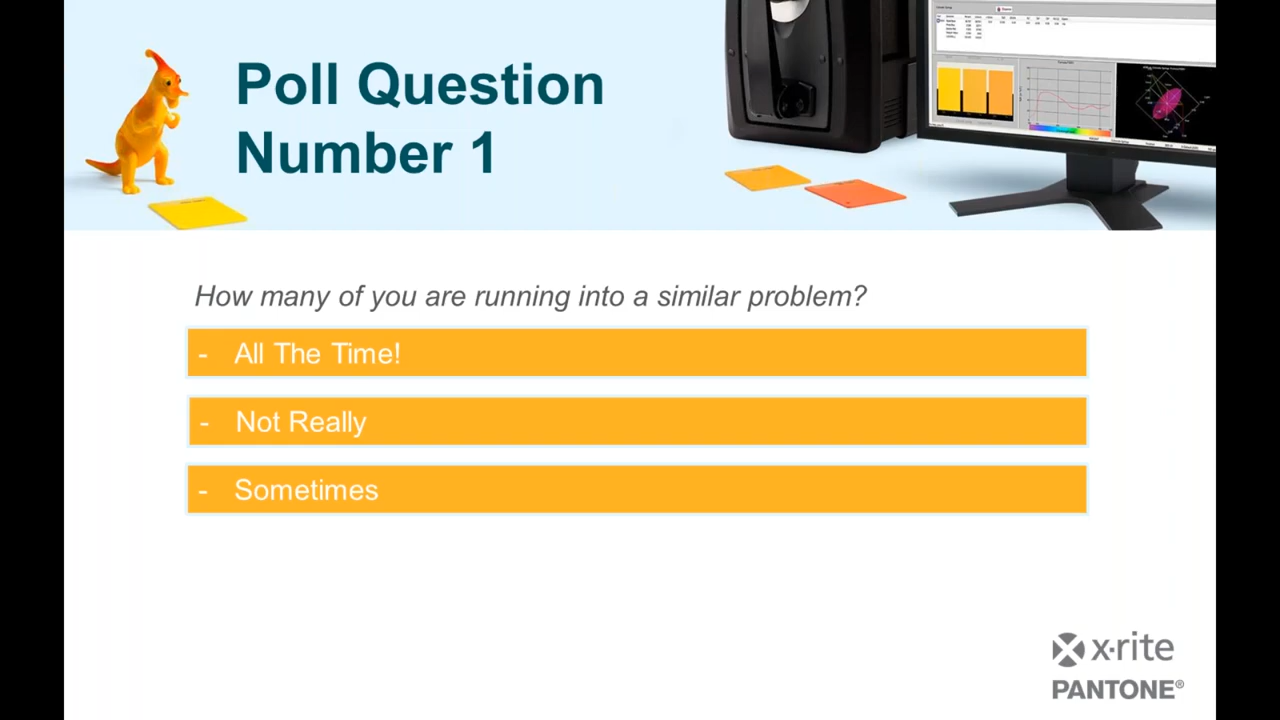 Poll Question
Number 1
How many of you are running into a similar problem?
- All The Time!
- Not Really
- Sometimes
x·rite
PANTONE®